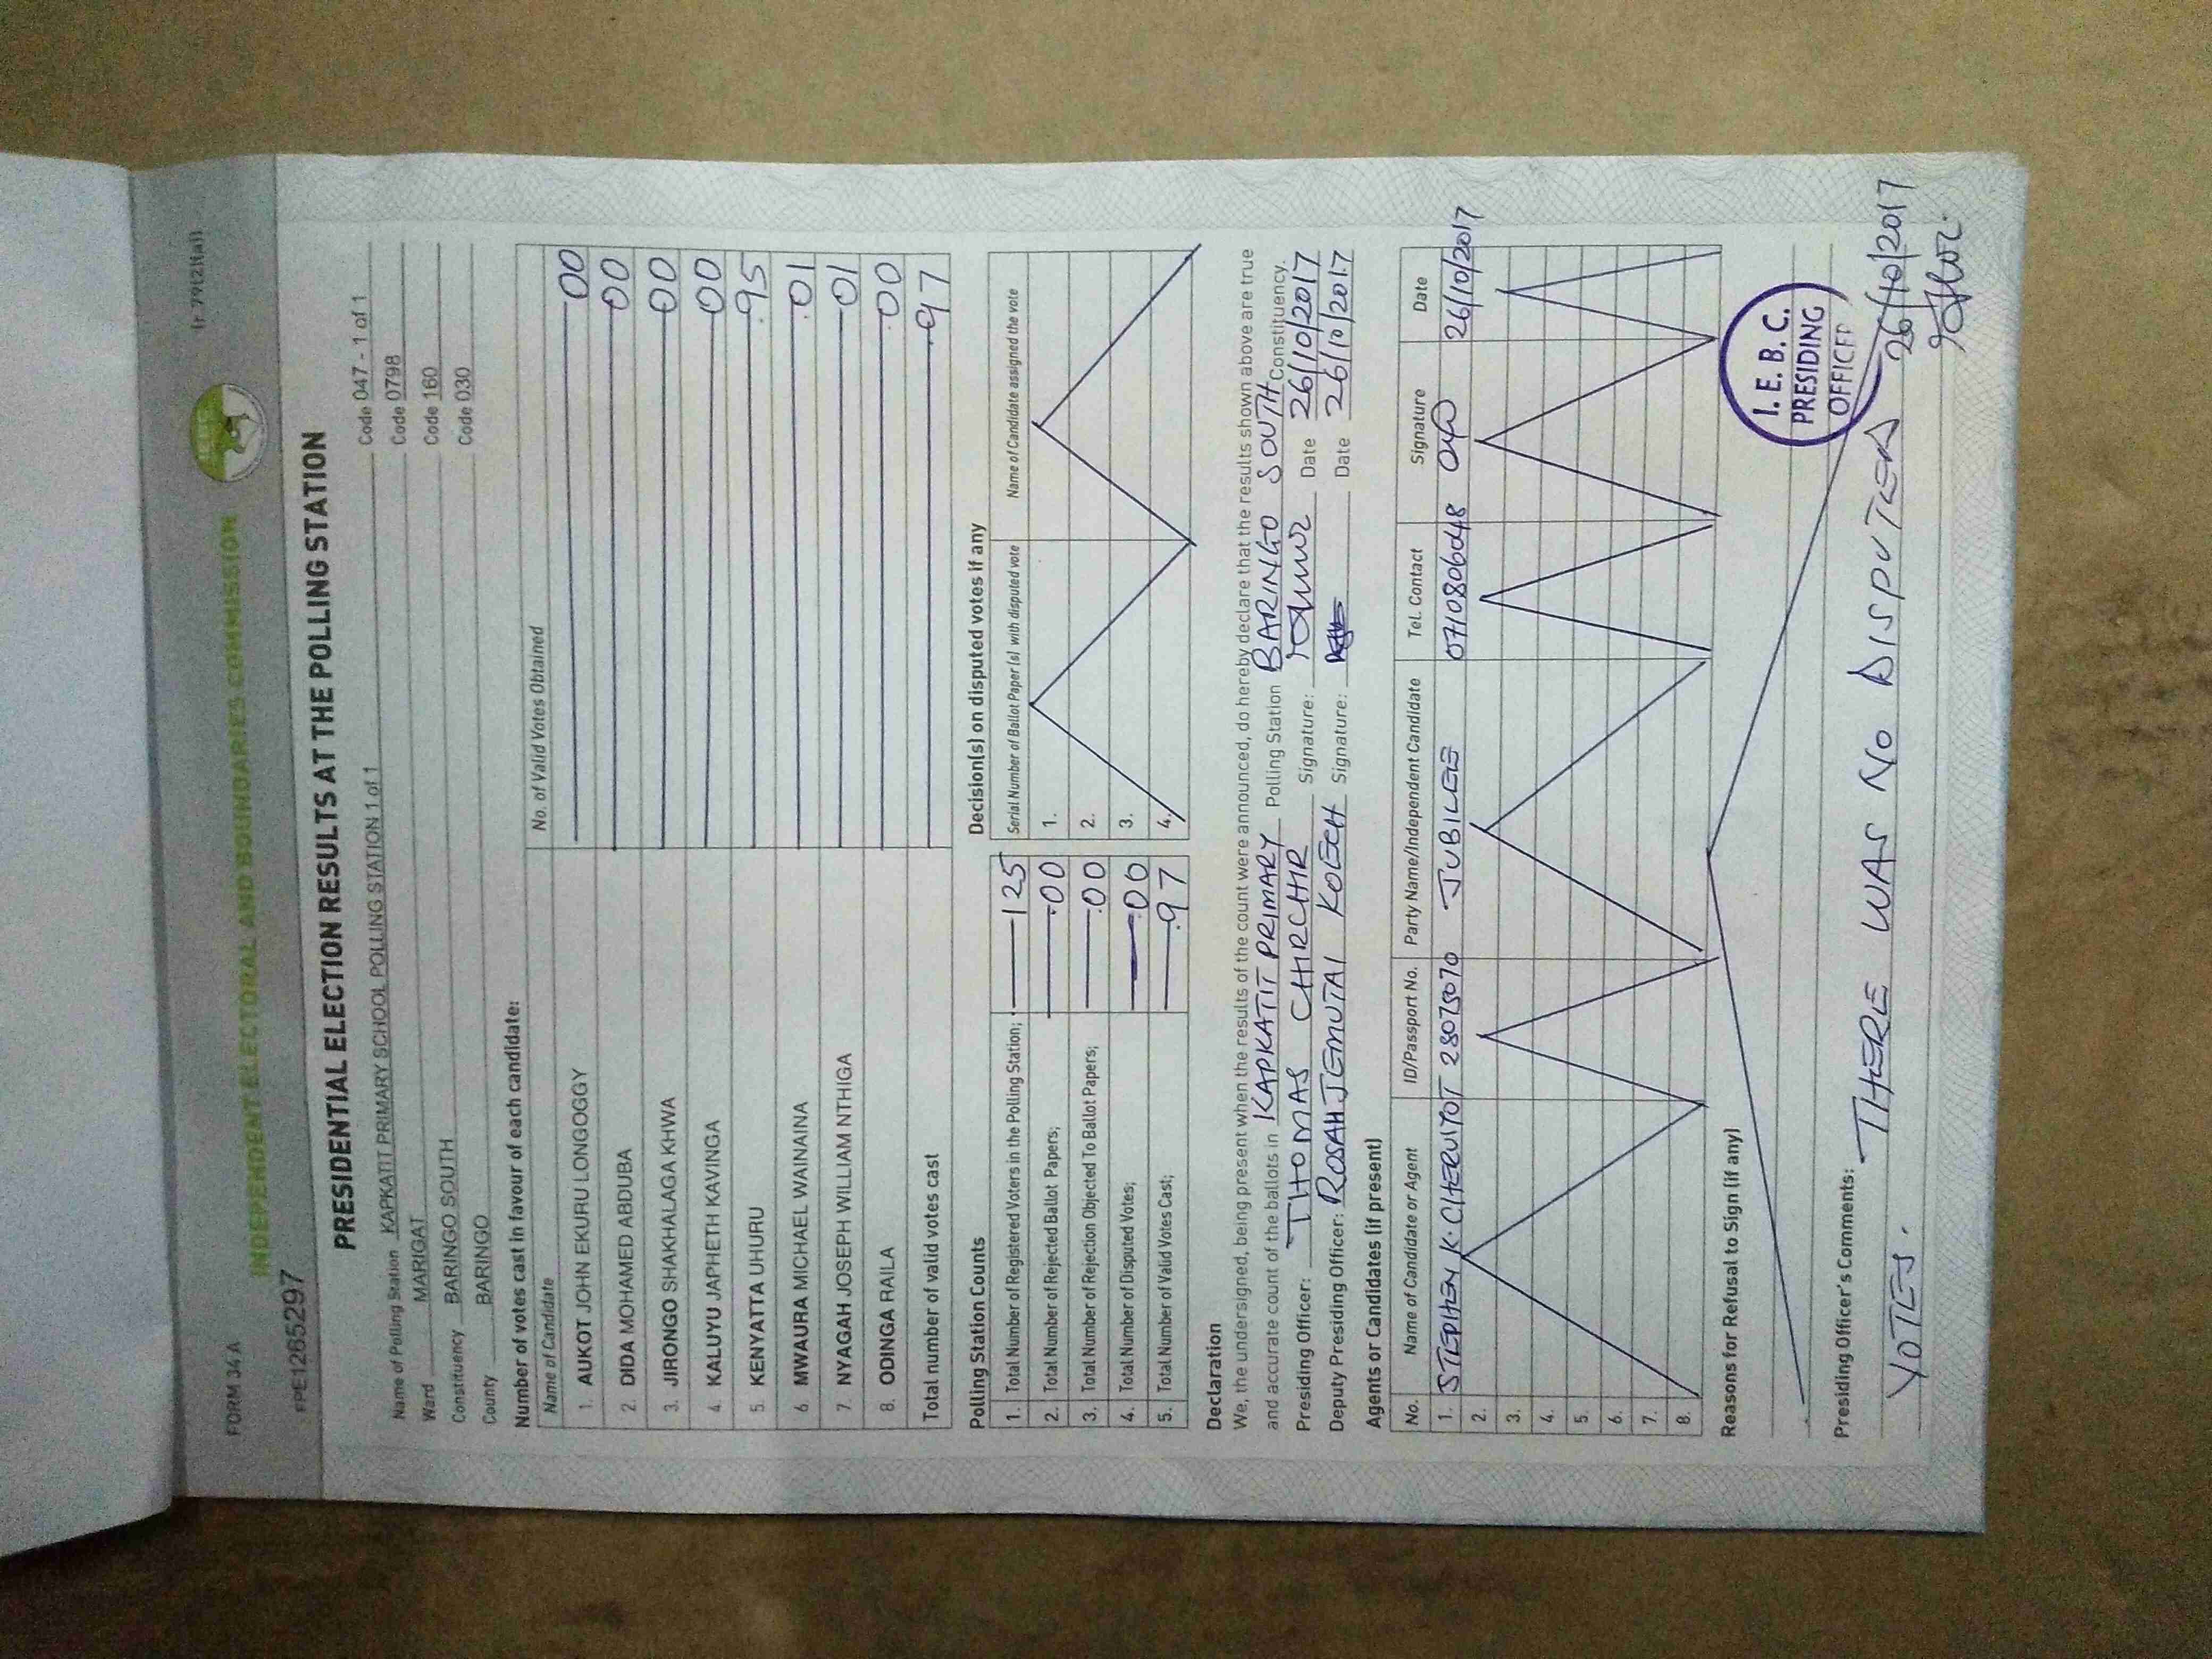 FORM 34A
(r 79(2)(a))
INDEPENDENT ELECTORAL AND BOUNDARIES COMMISSION
PRESIDENTIAL ELECTION RESULTS AT THE POLLING STATION
Name of Polling Station KAPKATIT PRIMARY SCHOOL POLLING STATION 1 of 1 Code 047 - 1 of 1
Ward MARIGAT Code 0798
Constituency BARINGO SOUTH Code 160
County BARINGO Code 030
Number of votes cast in favour of each candidate:
Name of Candidate No. of Valid Votes Obtained
1. AUKOT JOHN EKURU LONGOGGY 00
2. DIDA MOHAMED ABDUBA 00
3. JIRONGO SHAKHALAGA KHWA 00
4. KALUYU JAPHETH KAVINGA 00
5. KENYATTA UHURU 95
6. MWAURA MICHAEL WAINAINA 01
7. NYAGAH JOSEPH WILLIAM NTHIGA 01
8. ODINGA RAILA 00
Total number of valid votes cast 97
Polling Station Counts
1. Total Number of Registered Voters in the Polling Station; 125
2. Total Number of Rejected Ballot Papers; 00
3. Total Number of Rejection Objected To Ballot Papers; 00
4. Total Number of Disputed Votes; 00
5. Total Number of Valid Votes Cast; 97
Decision(s) on disputed votes if any
Serial Number of Ballot Paper(s) with disputed vote Name of Candidate assigned the vote
1.
2.
3.
4.
Declaration
We, the undersigned, being present when the results of the count were announced, do hereby declare that the results shown above are true
and accurate count of the ballots in KAPKATIT PRIMARY Polling Station BARINGO SOUTH Constituency.
Presiding Officer: THOMAS CHIRCHIR Signature: Date 26/10/2017
Deputy Presiding Officer: ROSAH JEMUTAI KOECH Signature: Date 26/10/2017
Agents or Candidates (if present)
No. Name of Candidate or Agent ID/Passport No. Party Name/Independent Candidate Tel. Contact Signature Date
1. STEPHEN K. CHERUTOT 28075070 JUBILEE 0710806048 26/10/2017
2.
3.
4.
5.
6.
7.
8.
Reasons for Refusal to Sign (if any)
I. E. B. C.
PRESIDING
OFFICER
Presiding Officer's Comments: THERE WAS NO DISPUTED 26/10/2017
VOTES.